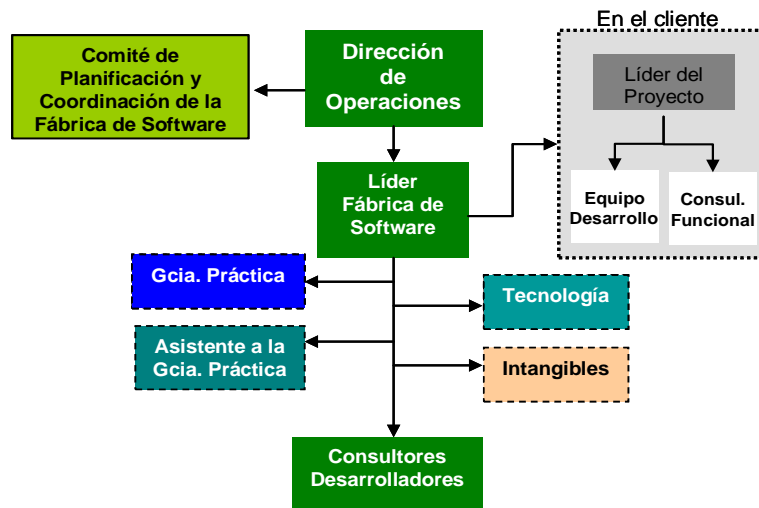 En el cliente
Comité de
Planificación y
Coordinación de la
Fábrica de Software
Dirección
de
Operaciones
Líder del
Proyecto
Equipo
Desarrollo
Consul.
Funcional
Líder
Fábrica de
Software
Gcia. Práctica
Tecnología
Asistente a la
Gcia. Práctica
Intangibles
Consultores
Desarrolladores